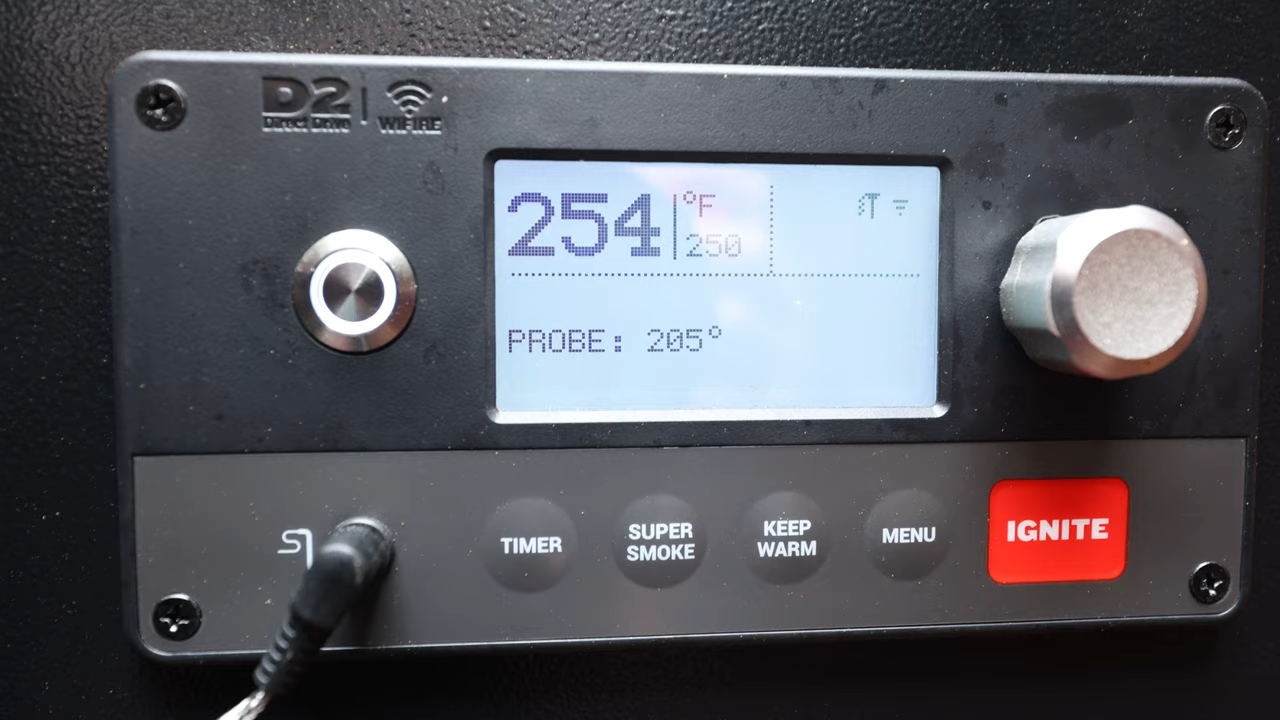 D2
Direct Drive
WiFIRE
254
°F
250
PROBE: 205°
TIMER
SUPER
SMOKE
KEEP
WARM
MENU
IGNITE